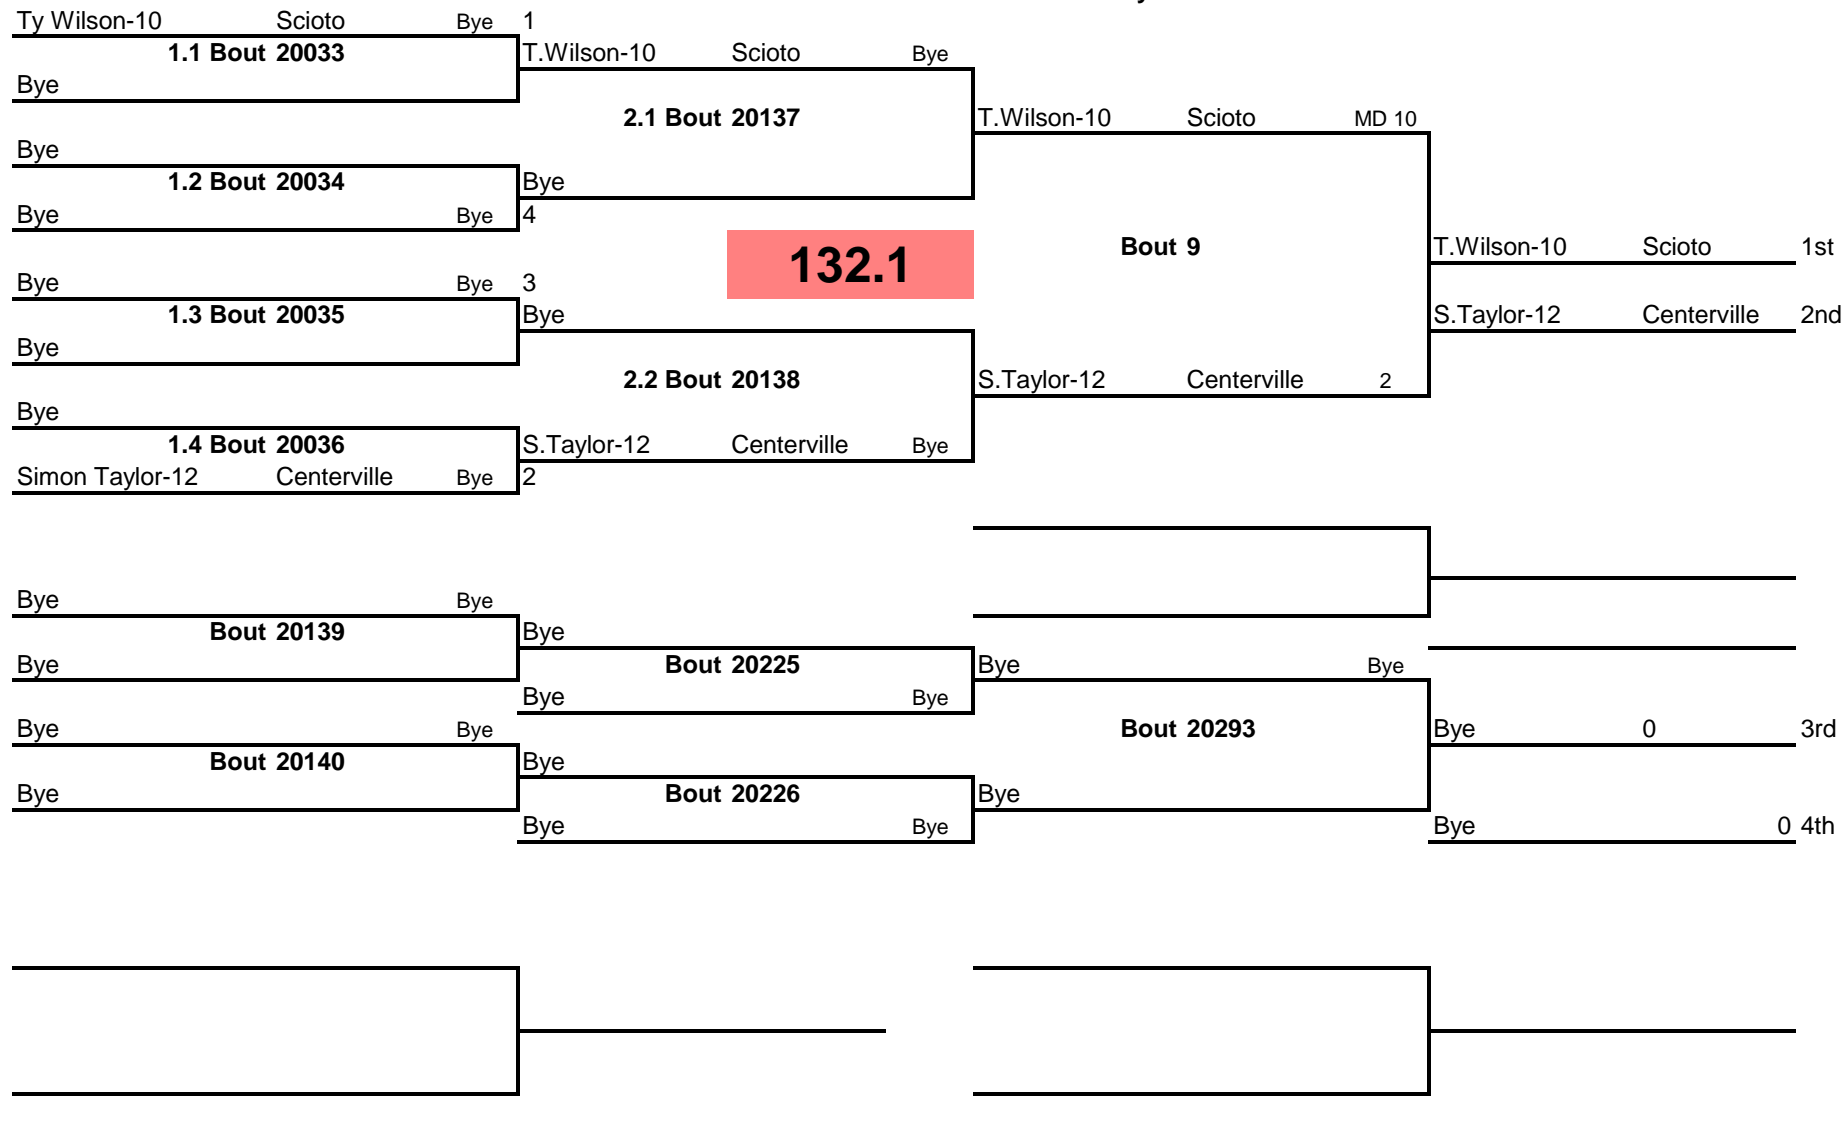 Ty Wilson-10 Scioto Bye 1
1.1 Bout 20033 T.Wilson-10 Scioto Bye
Bye
2.1 Bout 20137 T.Wilson-10 Scioto MD 10
Bye
1.2 Bout 20034 Bye
Bye Bye 4
132.1 Bout 9 T.Wilson-10 Scioto 1st
Bye Bye 3
1.3 Bout 20035 Bye S.Taylor-12 Centerville 2nd
Bye
2.2 Bout 20138 S.Taylor-12 Centerville 2
Bye
1.4 Bout 20036 S.Taylor-12 Centerville Bye
Simon Taylor-12 Centerville Bye 2
Bye Bye
Bout 20139 Bye
Bye Bout 20225 Bye Bye
Bye Bye
Bye Bye Bout 20293 Bye 0 3rd
Bout 20140 Bye
Bye Bout 20226 Bye
Bye Bye Bye 0 4th